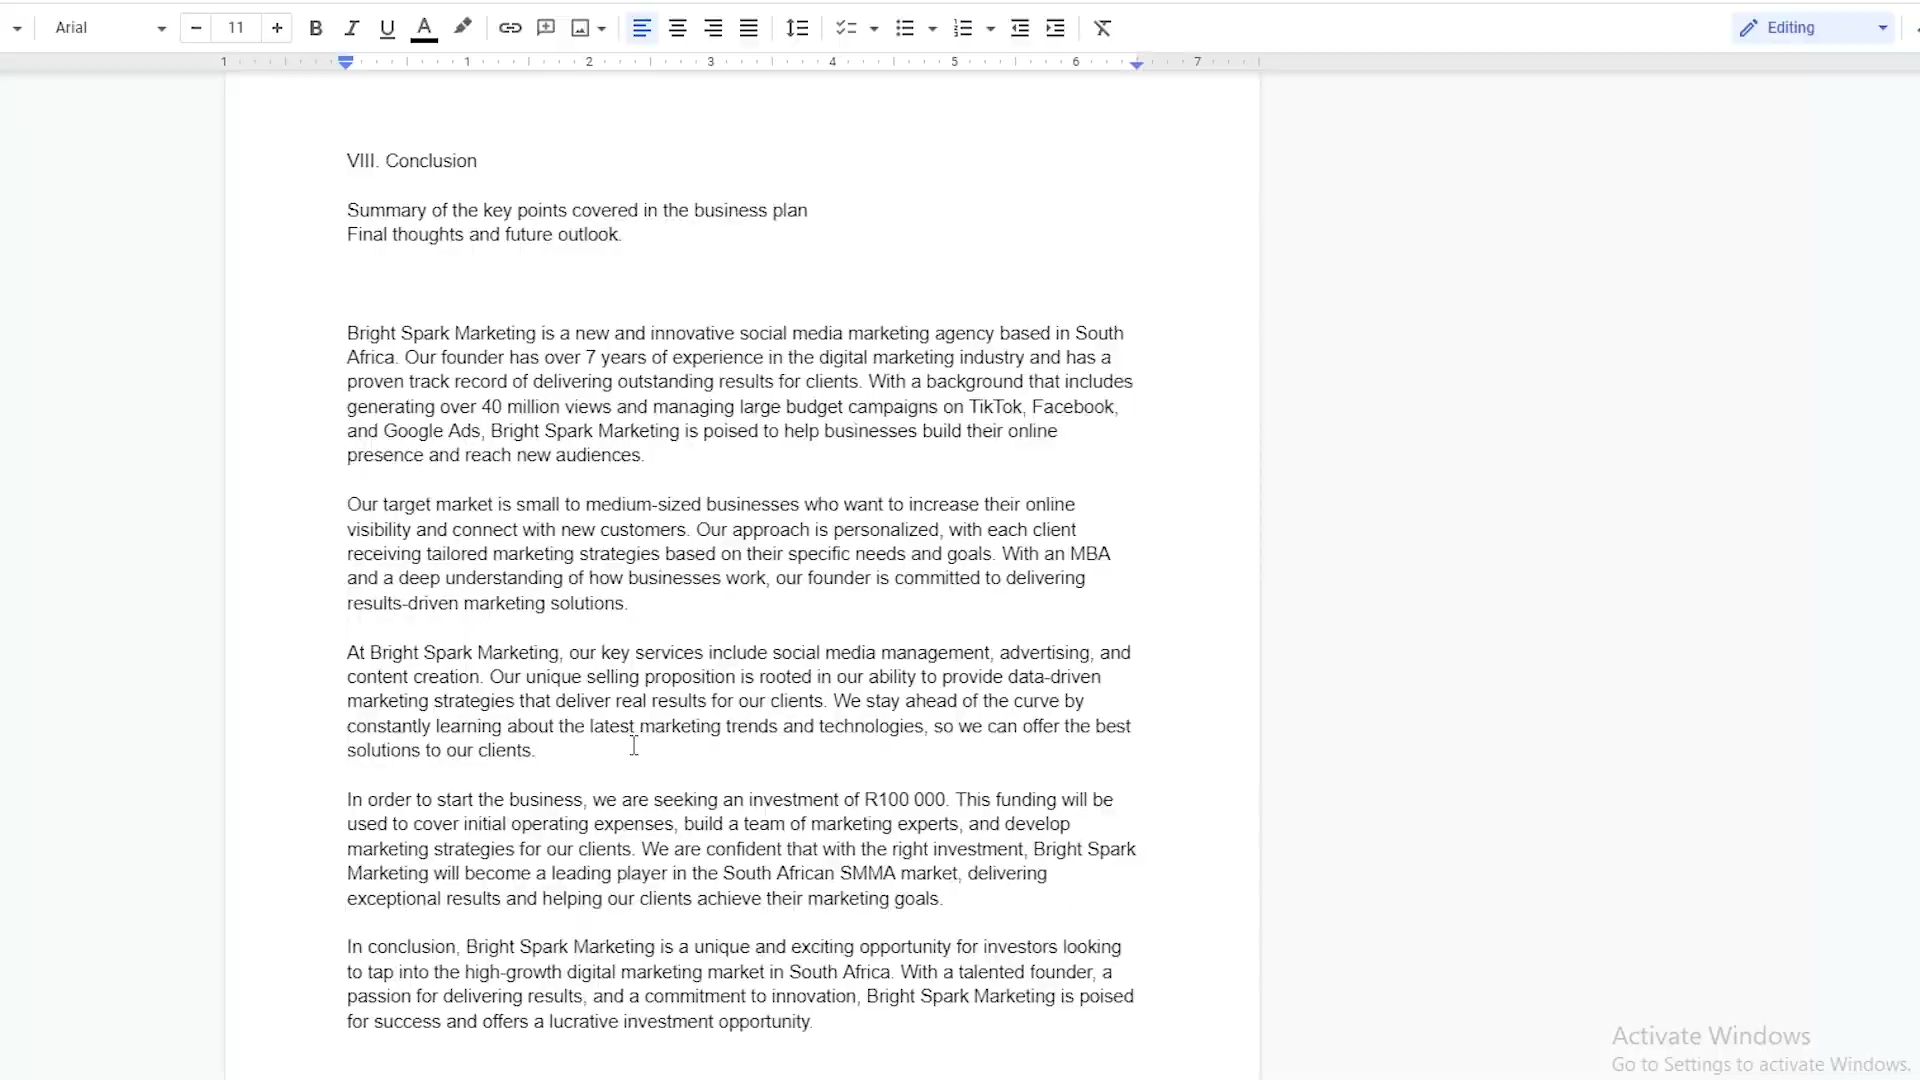 Arial
11
Editing
1 1 2 3 4 5 6 7
VIII. Conclusion
Summary of the key points covered in the business plan
Final thoughts and future outlook.
Bright Spark Marketing is a new and innovative social media marketing agency based in South
Africa. Our founder has over 7 years of experience in the digital marketing industry and has a
proven track record of delivering outstanding results for clients. With a background that includes
generating over 40 million views and managing large budget campaigns on TikTok, Facebook,
and Google Ads, Bright Spark Marketing is poised to help businesses build their online
presence and reach new audiences.
Our target market is small to medium-sized businesses who want to increase their online
visibility and connect with new customers. Our approach is personalized, with each client
receiving tailored marketing strategies based on their specific needs and goals. With an MBA
and a deep understanding of how businesses work, our founder is committed to delivering
results-driven marketing solutions.
At Bright Spark Marketing, our key services include social media management, advertising, and
content creation. Our unique selling proposition is rooted in our ability to provide data-driven
marketing strategies that deliver real results for our clients. We stay ahead of the curve by
constantly learning about the latest marketing trends and technologies, so we can offer the best
solutions to our clients.
In order to start the business, we are seeking an investment of R100 000. This funding will be
used to cover initial operating expenses, build a team of marketing experts, and develop
marketing strategies for our clients. We are confident that with the right investment, Bright Spark
Marketing will become a leading player in the South African SMMA market, delivering
exceptional results and helping our clients achieve their marketing goals.
In conclusion, Bright Spark Marketing is a unique and exciting opportunity for investors looking
to tap into the high-growth digital marketing market in South Africa. With a talented founder, a
passion for delivering results, and a commitment to innovation, Bright Spark Marketing is poised
for success and offers a lucrative investment opportunity.
Activate Windows
Go to Settings to activate Windows.